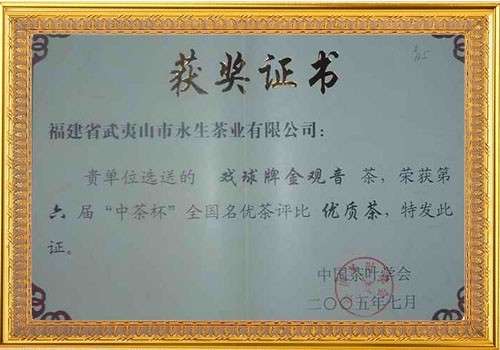 获奖证书
福建省武夷山市永生茶业有限公司：
贵单位选送的 戏球牌金观音 茶，荣获第
六 届“中茶杯”全国名优茶评比 优质茶，特发此
证。
中国茶叶学会
二〇〇五年七月